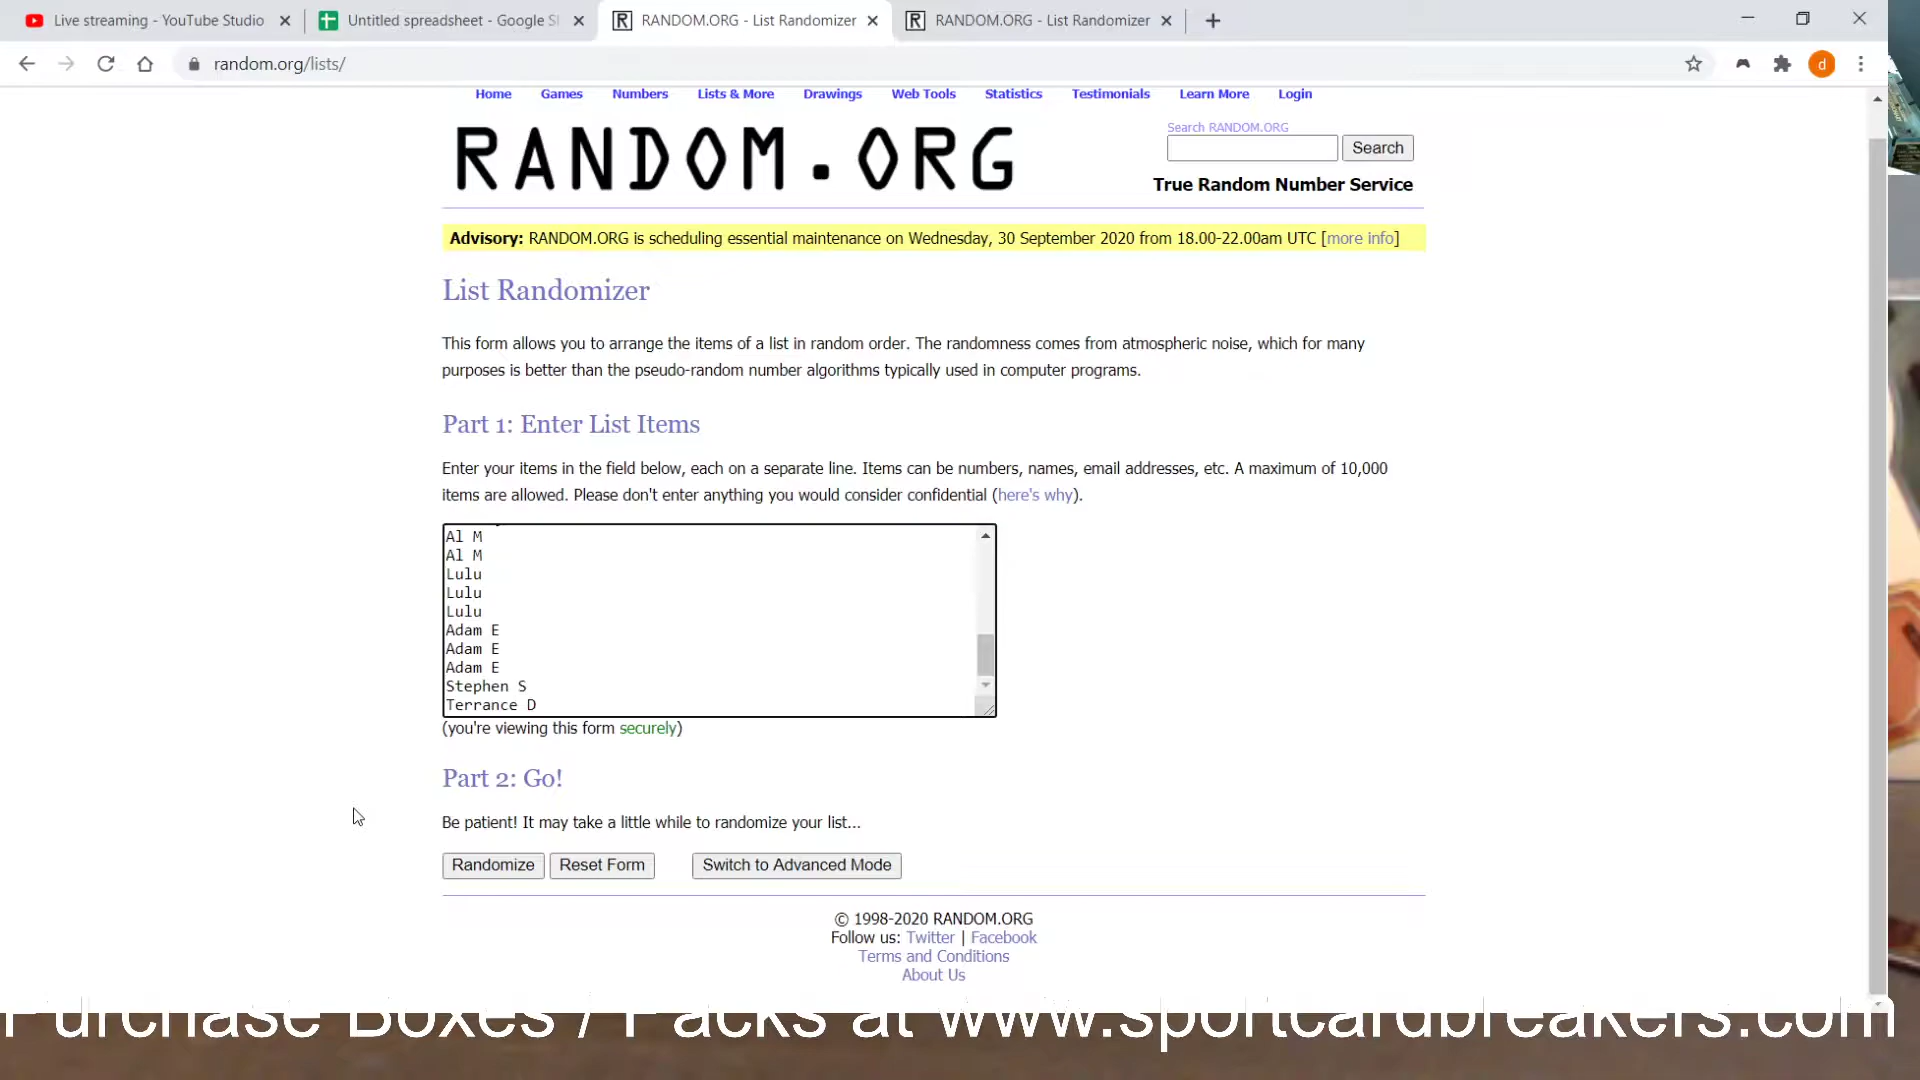 Live streaming - YouTube Studio
Untitled spreadsheet - Google S
RANDOM.ORG - List Randomizer
RANDOM.ORG - List Randomizer
random.org/lists/
d
Home Games Numbers Lists & More Drawings Web Tools Statistics Testimonials Learn More Login
RANDOM.ORG
Search RANDOM.ORG
Search
True Random Number Service
Advisory: RANDOM.ORG is scheduling essential maintenance on Wednesday, 30 September 2020 from 18.00-22.00am UTC [more info]
List Randomizer
This form allows you to arrange the items of a list in random order. The randomness comes from atmospheric noise, which for many
purposes is better than the pseudo-random number algorithms typically used in computer programs.
Part 1: Enter List Items
Enter your items in the field below, each on a separate line. Items can be numbers, names, email addresses, etc. A maximum of 10,000
items are allowed. Please don't enter anything you would consider confidential (here's why).
Al M
Al M
Lulu
Lulu
Lulu
Adam E
Adam E
Adam E
Stephen S
Terrance D
(you're viewing this form securely)
Part 2: Go!
Be patient! It may take a little while to randomize your list...
Randomize Reset Form Switch to Advanced Mode
© 1998-2020 RANDOM.ORG
Follow us: Twitter | Facebook
Terms and Conditions
About Us
Purchase Boxes / Packs at www.sportcardbreakers.com